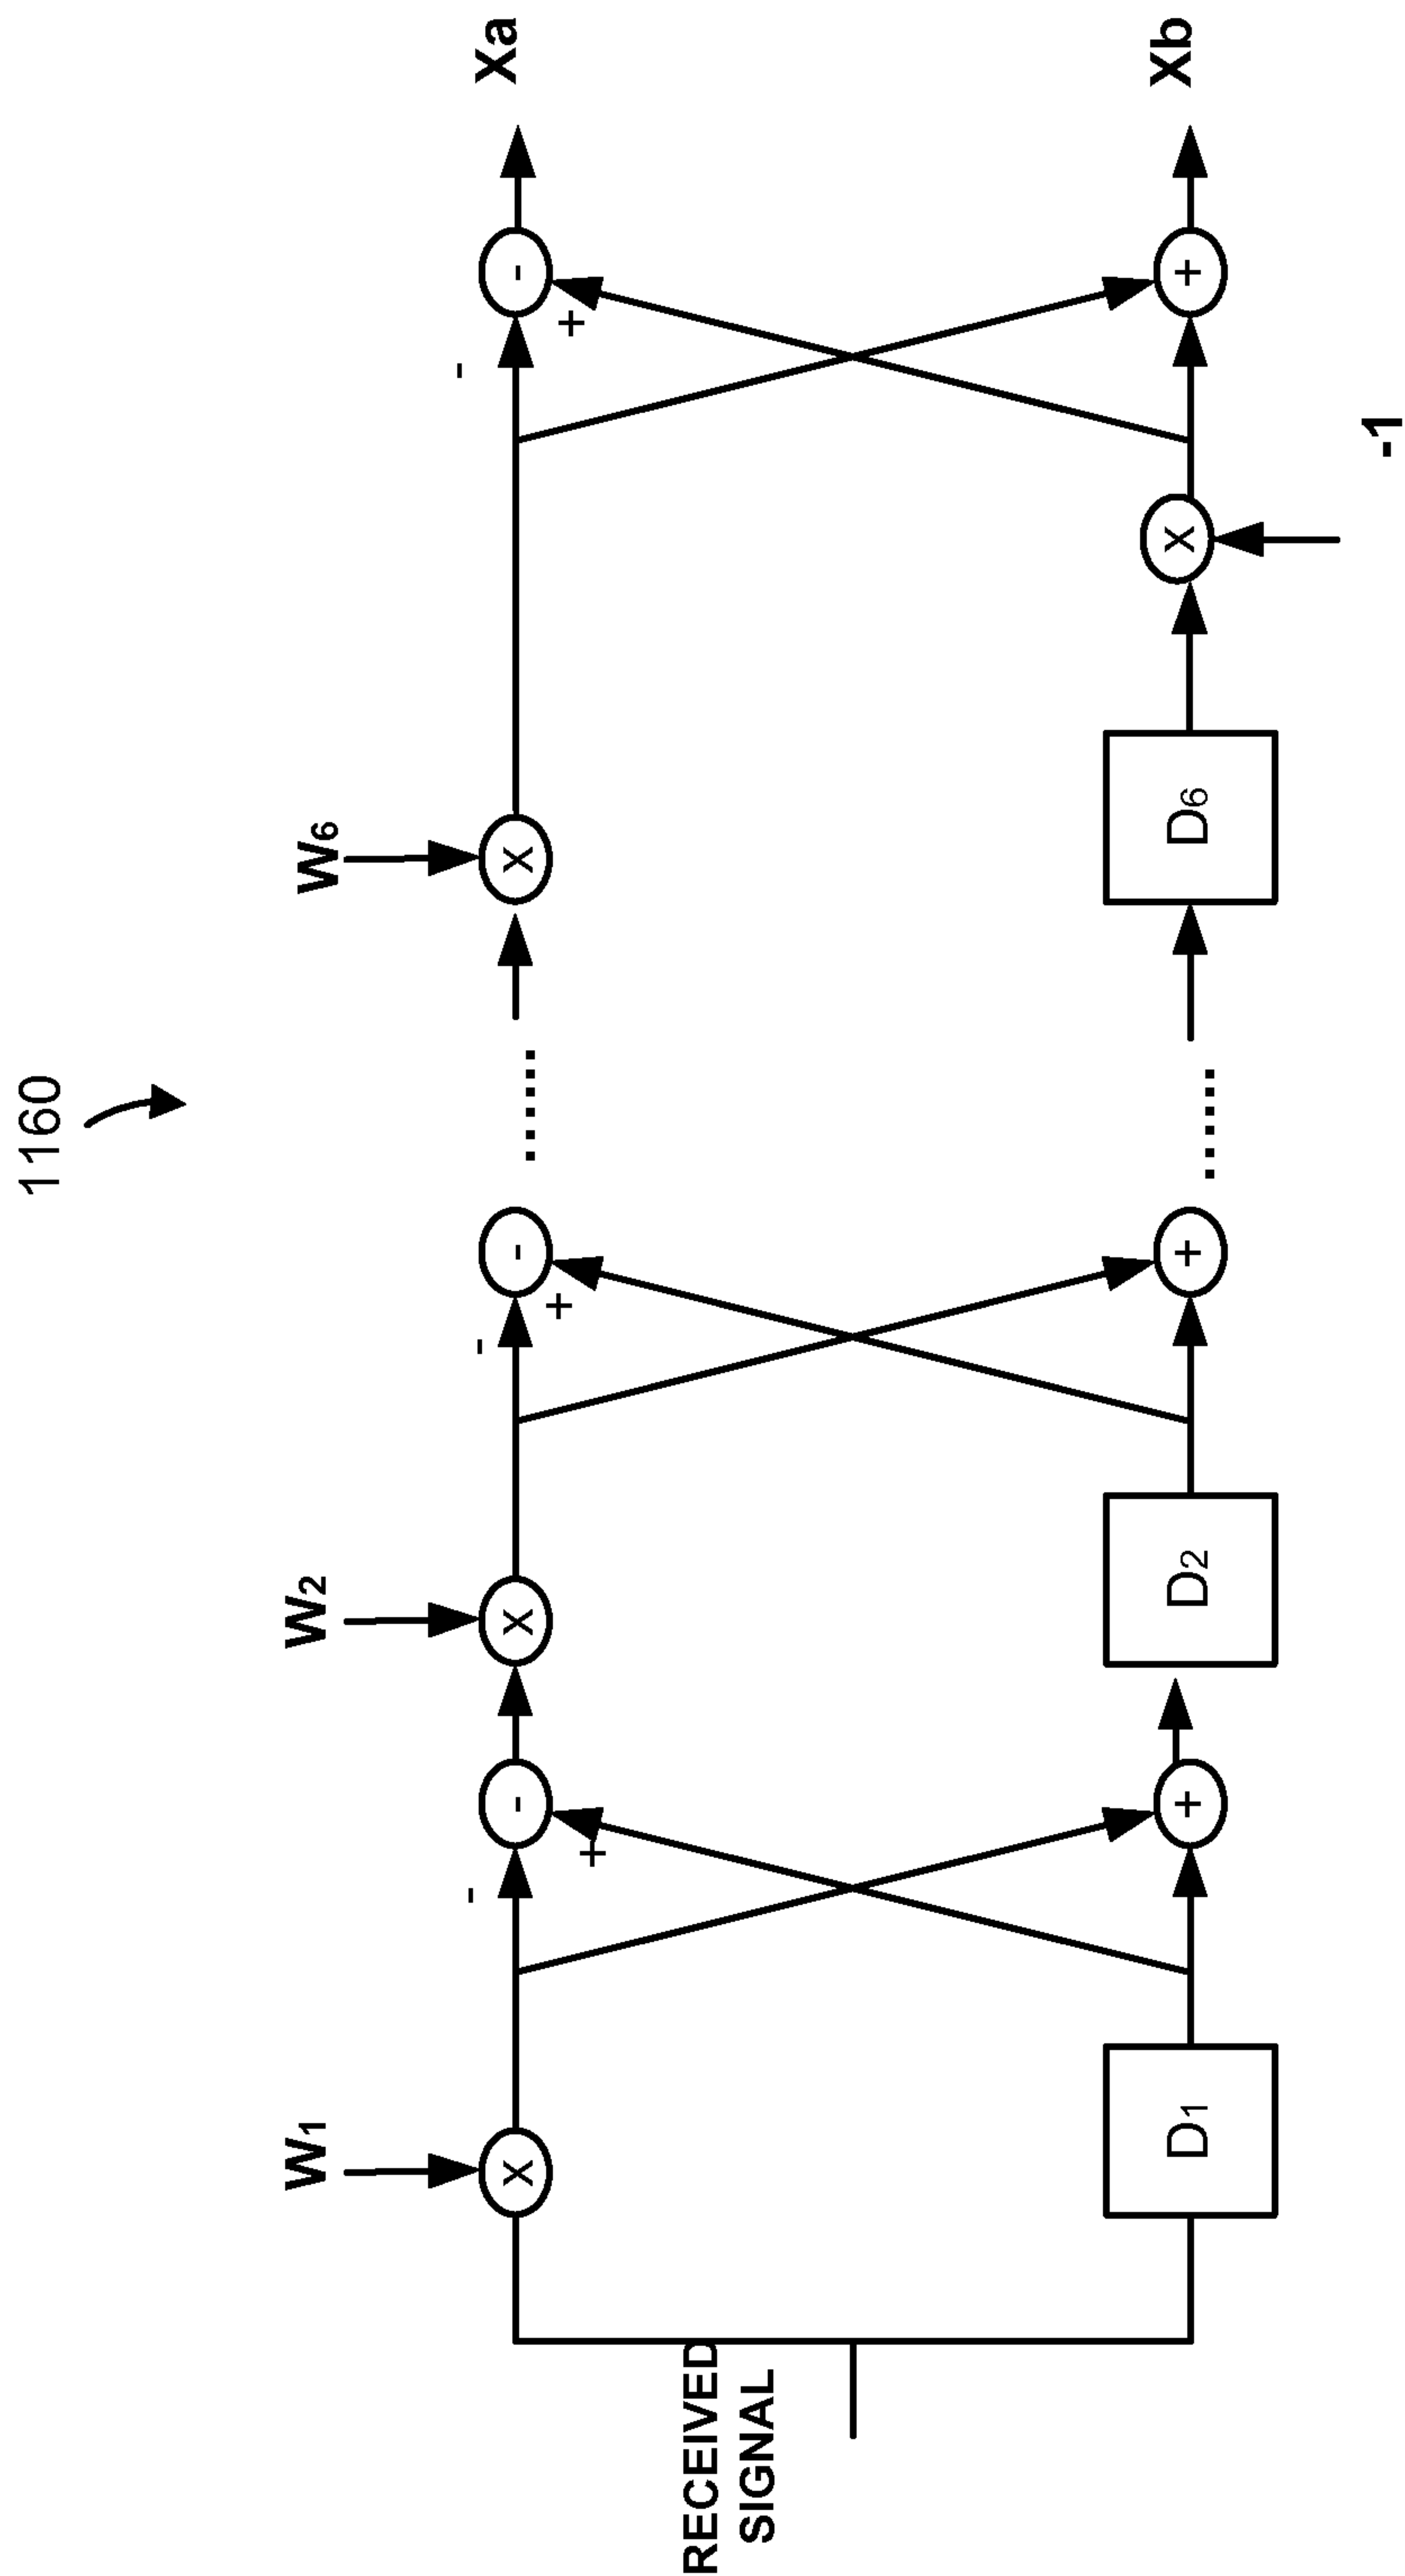 1160
W1
W2
W6
X
-
+
X
-
+
X
-
+
Xa
- 
- 
-
+
+
+
.......
.......
RECEIVED
SIGNAL
D1
+
D2
+
D6
X
+
Xb
-1